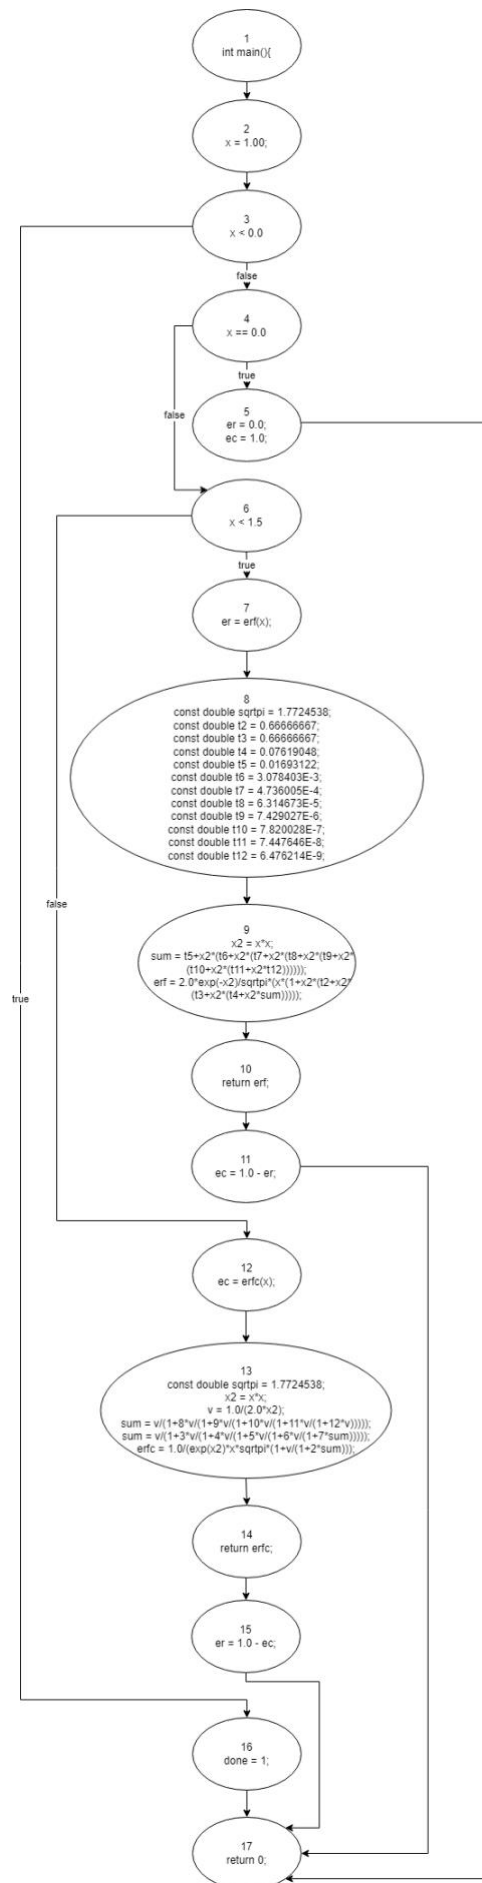 1
int main(){
2
x = 1.00;
3
x < 0.0
false
4
x == 0.0
true
false
5
er = 0.0;
ec = 1.0;
6
x < 1.5
true
7
er = erf(x);
8
const double sqrtpi = 1.7724538;
const double t2 = 0.66666667;
const double t3 = 0.66666667;
const double t4 = 0.07619048;
const double t5 = 0.01693122;
const double t6 = 3.078403E-3;
const double t7 = 4.736005E-4;
const double t8 = 6.314673E-5;
const double t9 = 7.429027E-6;
const double t10 = 7.820028E-7;
const double t11 = 7.447646E-8;
const double t12 = 6.476214E-9;
false
9
x2 = x*x;
sum = t5+x2*(t6+x2*(t7+x2*(t8+x2*(t9+x2*
(t10+x2*(t11+x2*t12))))));
erf = 2.0*exp(-x2)/sqrtpi*(x*(1+x2*(t2+x2*
(t3+x2*(t4+x2*sum)))));
true
10
return erf;
11
ec = 1.0 - er;
12
ec = erfc(x);
13
const double sqrtpi = 1.7724538;
x2 = x*x;
v = 1.0/(2.0*x2);
sum = v/(1+8*v/(1+9*v/(1+10*v/(1+11*v/(1+12*v)))));
sum = v/(1+3*v/(1+4*v/(1+5*v/(1+6*v/(1+7*sum)))));
erfc = 1.0/(exp(x2)*x*sqrtpi*(1+v/(1+2*sum)));
14
return erfc;
15
er = 1.0 - ec;
16
done = 1;
17
return 0;